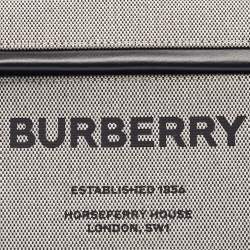 BURBERRY
ESTABLISHED 1856
HORSEFERRY HOUSE
LONDON, SW1